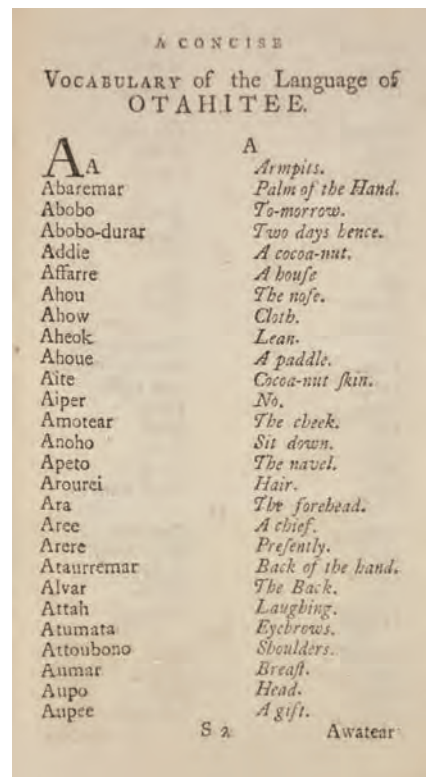 A CONCISE
VOCABULARY of the Language of
OTAHITEE.
A
AA Armpits.
Abaremar Palm of the Hand.
Abobo To-morrow.
Abobo-durar Two days hence.
Addie A cocoa-nut.
Affarre A houſe
Ahou The noſe.
Ahow Cloth.
Aheok Lean.
Ahoue A paddle.
Aite Cocoa-nut ſkin.
Aiper No.
Amotear The cheek.
Anoho Sit down.
Apeto The navel.
Arourei Hair.
Ara The forehead.
Aree A chief.
Arere Preſently.
Ataurremar Back of the hand.
Alvar The Back.
Attah Laughing.
Atumata Eyebrows.
Attoubono Shoulders.
Aumar Breaſt.
Aupo Head.
Aupee A gift.
S 2 Awatear